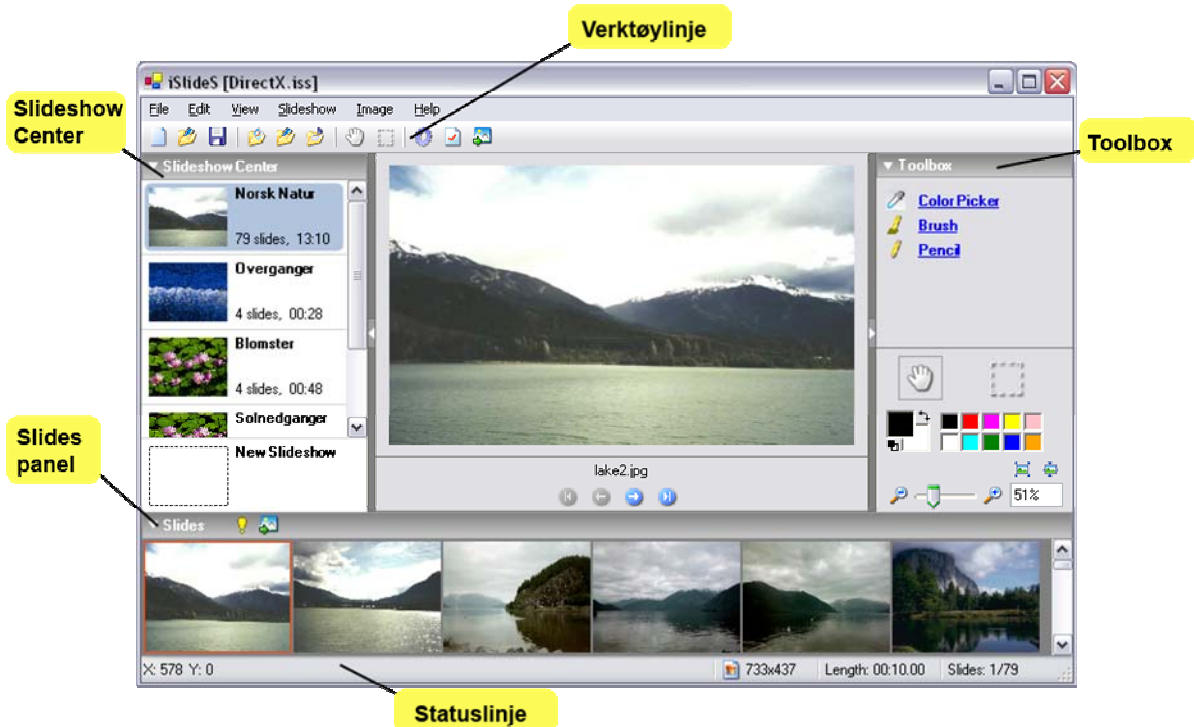 Verktøylinje
iSlideS [DirectX.iss]
File Edit View Slideshow Image Help
Slideshow
Center
Toolbox
Slideshow Center
Norsk Natur
79 slides, 13:10
Overganger
4 slides, 00:28
Blomster
4 slides, 00:48
Solnedganger
New Slideshow
lake2.jpg
Toolbox
Color Picker
Brush
Pencil
51%
Slides
panel
Slides
X: 578 Y: 0
733x437
Length: 00:10.00
Slides: 1/79
Statuslinje